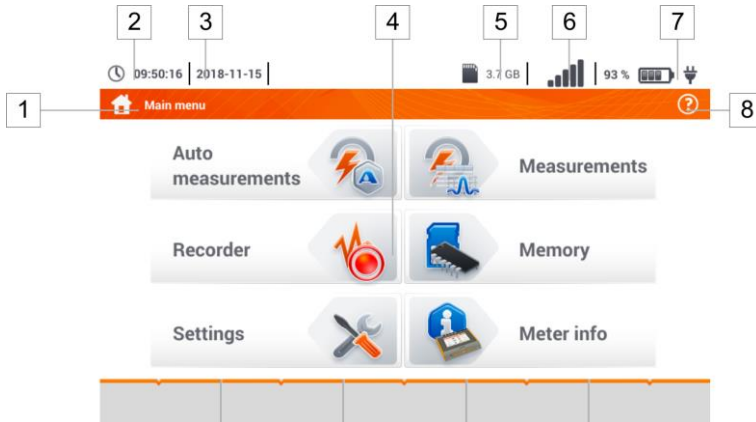 2
3
4
5
6
7
09:50:16
2018-11-15
3.7 GB
93 %
1
Main menu
?
8
Auto
measurements
Measurements
Recorder
Memory
Settings
Meter info